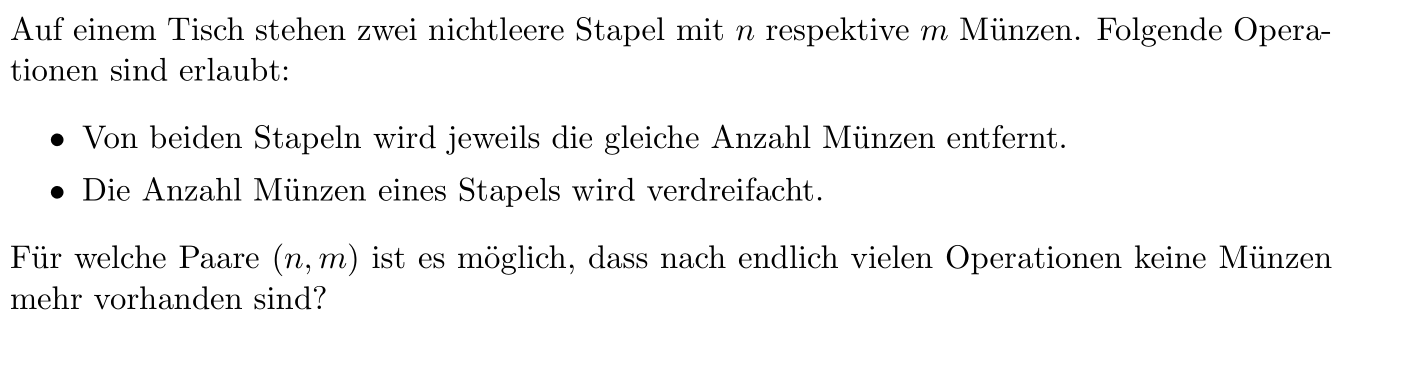 Auf einem Tisch stehen zwei nichtleere Stapel mit n respektive m Münzen. Folgende Opera-
tionen sind erlaubt:
• Von beiden Stapeln wird jeweils die gleiche Anzahl Münzen entfernt.
• Die Anzahl Münzen eines Stapels wird verdreifacht.
Für welche Paare (n, m) ist es möglich, dass nach endlich vielen Operationen keine Münzen
mehr vorhanden sind?